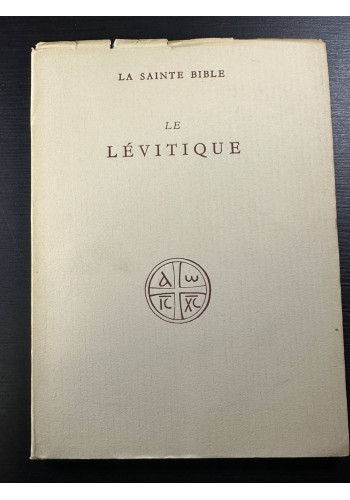 LA SAINTE BIBLE
LE
LÉVITIQUE
α ω
IC XC